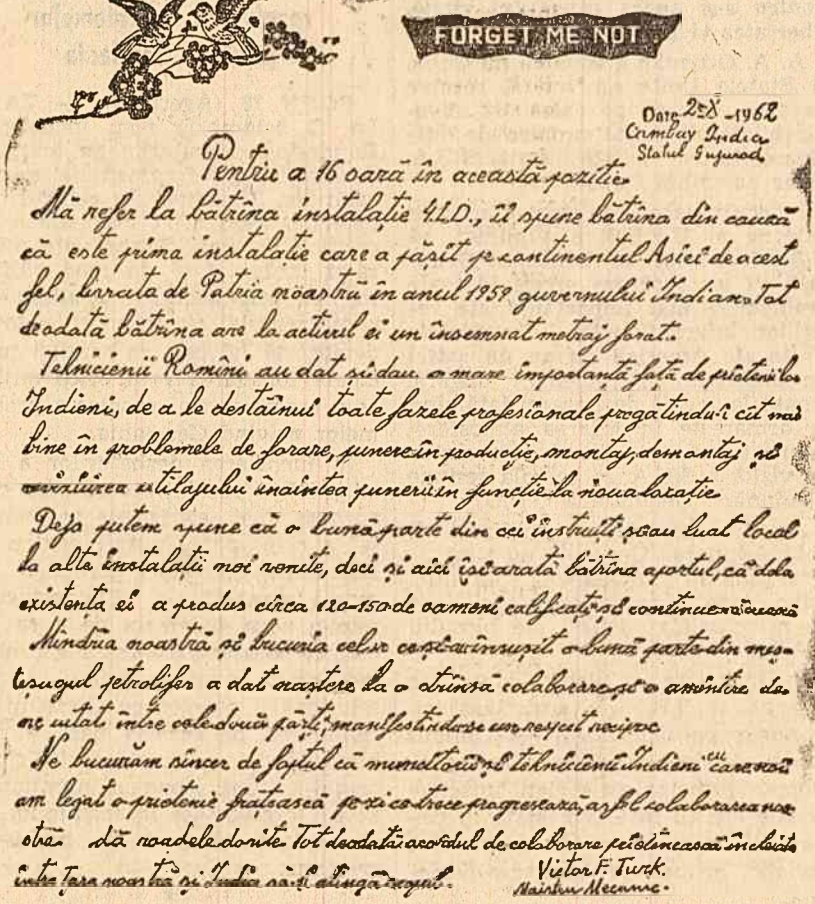 FORGET ME NOT
Date 25 X - 1962
Cambay India
Statul Gujurad
Pentru a 16 oară în această poziție
Mă refer la bătrîna instalație 4.L.D., îi spune bătrîna din cauză
că este prima instalație care a pășit pe continentul Asiei de acest
fel, livrată de Patria noastră în anul 1959 guvernului Indian. Tot
deodată bătrîna are la activul ei un însemnat metraj forat.
Tehnicienii Romîni au dat și dau o mare importanță față de prietenilor
Indieni, de a le destăinui toate fazele profesionale pregătindu-i cît mai
bine în problemele de forare, punere în producție, montaj, demontaj și
utilajului înaintea punerii în funcție la noua locație
Deja putem spune că o bună parte din cei instruiți s-au luat local
la alte instalații noi venite, deci și aici își arată bătrîna aportul, că dela
existența ei a produs circa 120-150 de oameni calificați și continue
Mîndria noastră și bucuria celor ce și-au însușit o bună parte din meș-
teșugul petrolifer a dat naștere la o strînsă colaborare și o amintire de
ne uitat între cele două părți, manifestîndu-se un respect reciproc
Ne bucurăm sincer de faptul că muncitorii și tehnicienii Indieni cu care noi
am legat o prietenie frățească pe zi ce trece progresează, astfel colaborarea noa-
stră dă roadele dorite. Tot deodată acordul de colaborare prietenească încheiat
între țara noastră și India să-și atingă scopul.
Victor F. Turk.
Maistru Mecanic.